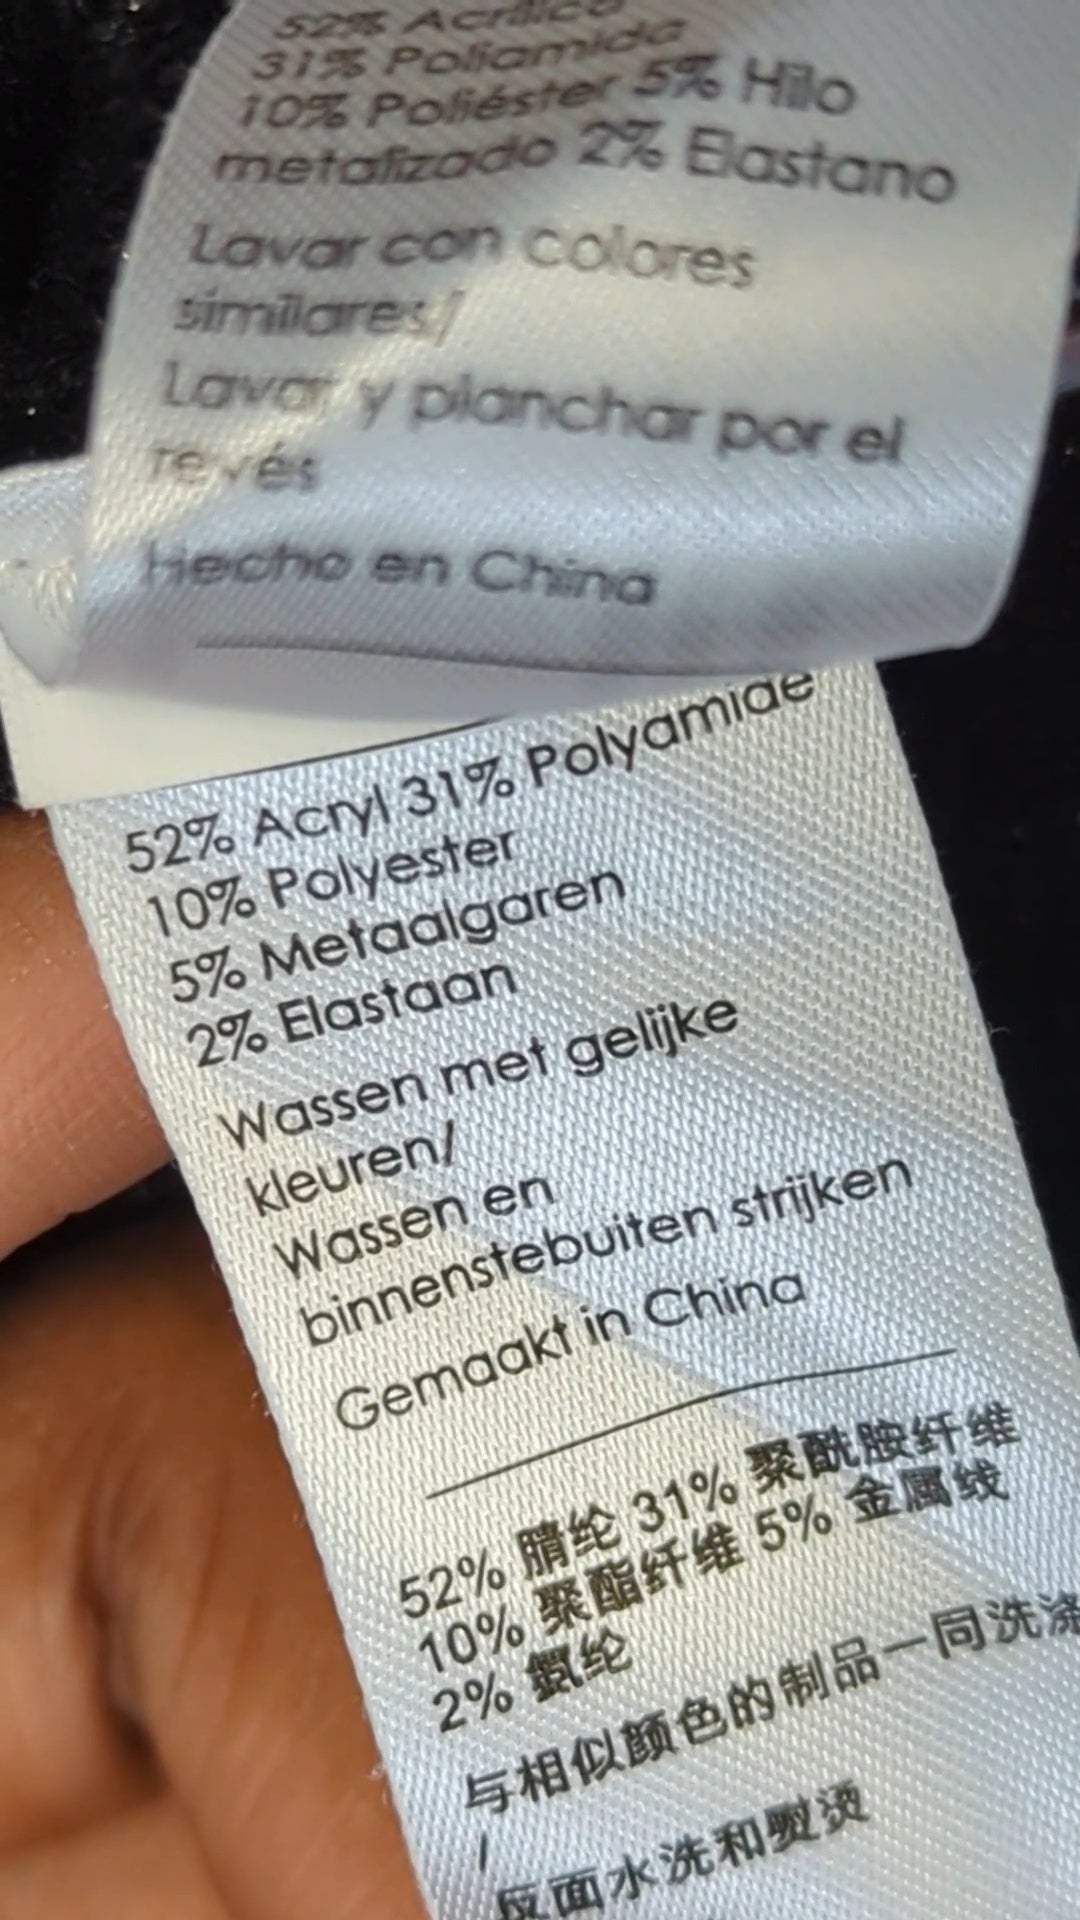 52% Acrílico
31% Poliamida
10% Poliéster 5% Hilo
metalizado 2% Elastano
Lavar con colores
similares/
Lavar y planchar por el
revés
Hecho en China
52% Acryl 31% Polyamide
10% Polyester
5% Metaalgaren
2% Elastaan
Wassen met gelijke
kleuren/
Wassen en
binnenstebuiten strijken
Gemaakt in China
52% 腈纶 31% 聚酰胺纤维
10% 聚酯纤维 5% 金属线
2% 氨纶
与相似颜色的制品一同洗涤
/
反面水洗和熨烫